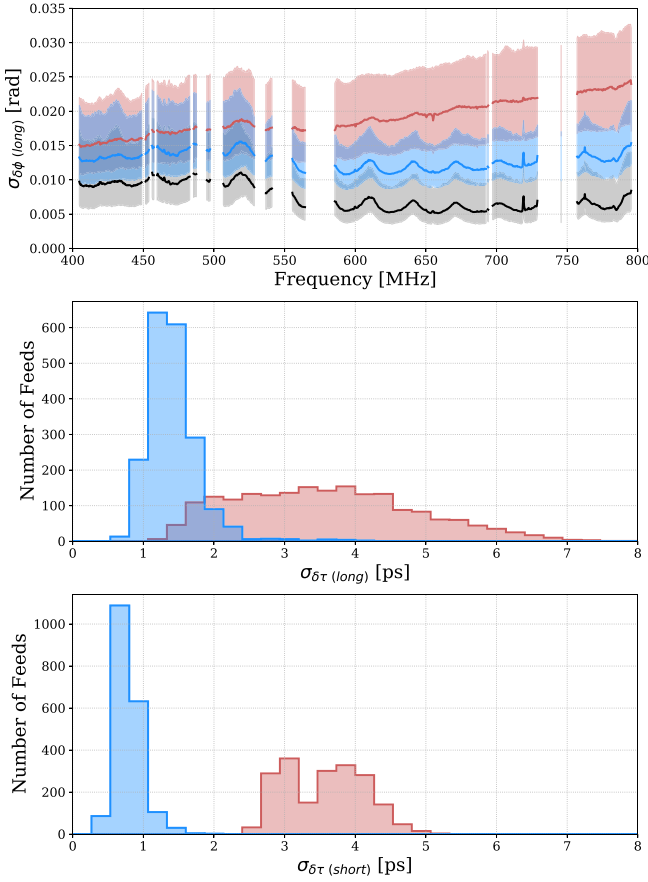 0.035
0.030
0.025
0.020
0.015
0.010
0.005
0.000
σδϕ (long) [rad]
400 450 500 550 600 650 700 750 800
Frequency [MHz]
600
500
400
300
200
100
0
Number of Feeds
0 1 2 3 4 5 6 7 8
σδτ (long) [ps]
1000
800
600
400
200
0
Number of Feeds
0 1 2 3 4 5 6 7 8
σδτ (short) [ps]